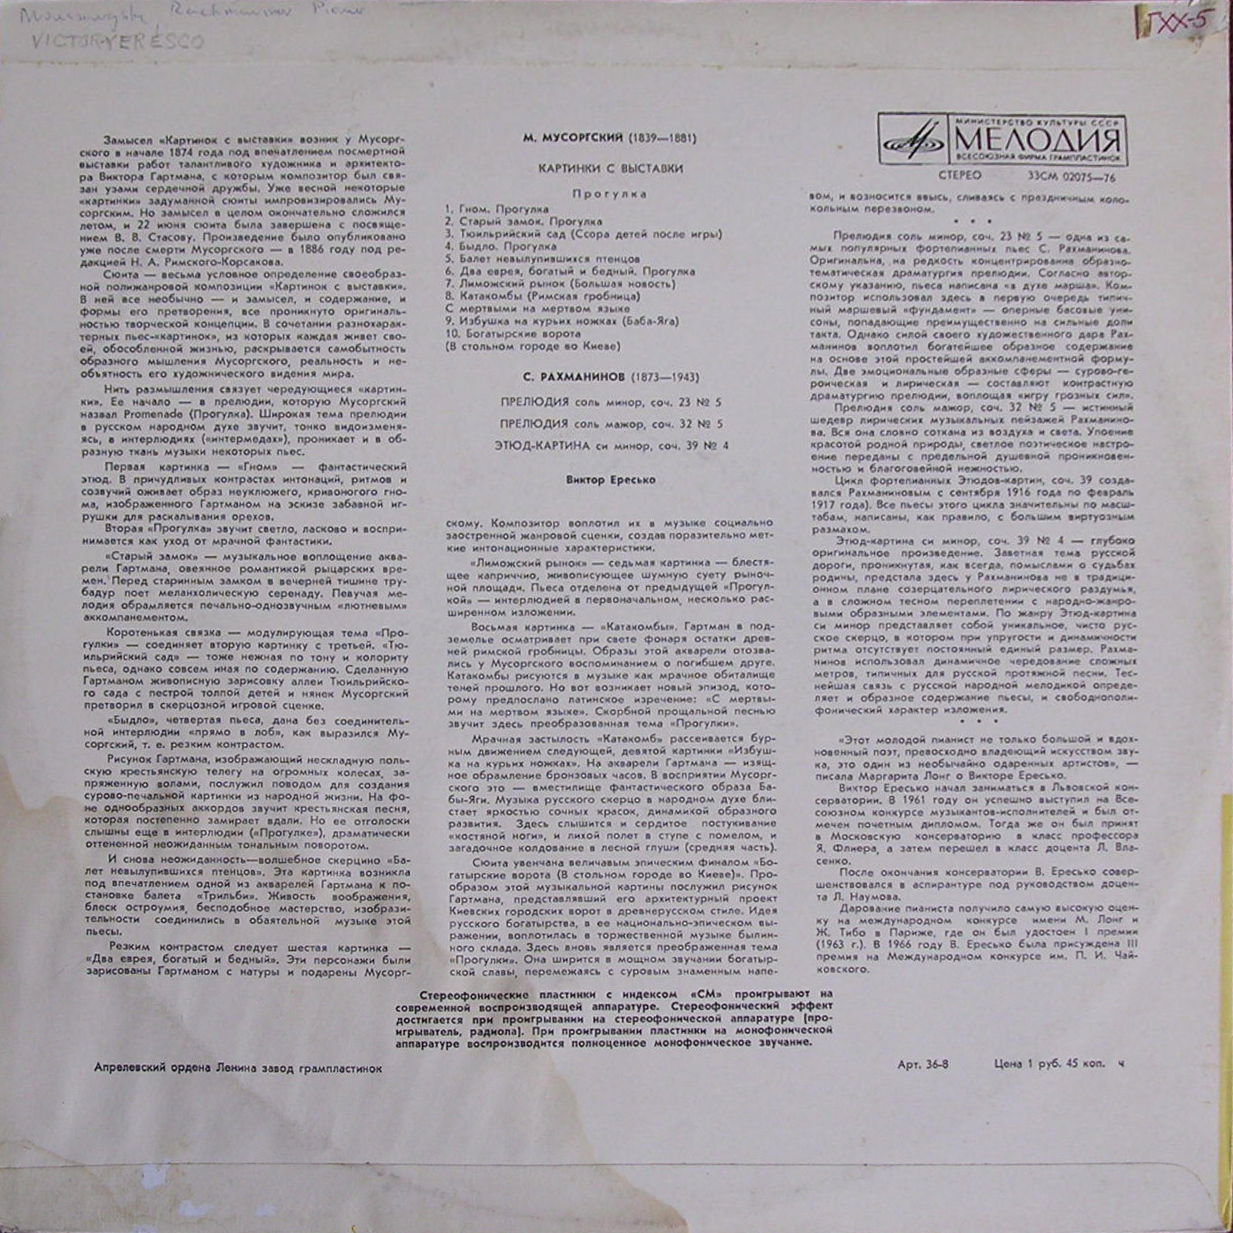 VICTOR YERESCO
ГХХ-5
Замысел «Картинок с выставки» возник у Мусорг-
ского в начале 1874 года под впечатлением посмертной
выставки работ талантливого художника и архитекто-
ра Виктора Гартмана, с которым композитор был свя-
зан узами сердечной дружбы. Уже весной некоторые
«картинки» задуманной сюиты импровизировались Му-
соргским. Но замысел в целом окончательно сложился
летом, и 22 июня сюита была завершена с посвяще-
нием В. В. Стасову. Произведение было опубликовано
уже после смерти Мусоргского — в 1886 году под ре-
дакцией Н. А. Римского-Корсакова.
Сюита — весьма условное определение своеобраз-
ной полижанровой композиции «Картинок с выставки».
В ней все необычно — и замысел, и содержание, и
формы его претворения, все проникнуто оригиналь-
ностью творческой концепции. В сочетании разнохарак-
терных пьес-«картинок», из которых каждая живет сво-
ей, обособленной жизнью, раскрывается самобытность
образного мышления Мусоргского, реальность и не-
объятность его художнического видения мира.
Нить размышления связует чередующиеся «картин-
ки». Ее начало — в прелюдии, которую Мусоргский
назвал Promenade (Прогулка). Широкая тема прелюдии
в русском народном духе звучит, тонко видоизменя-
ясь, в интерлюдиях («интермедах»), проникает и в об-
разную ткань музыки некоторых пьес.
Первая картинка — «Гном» — фантастический
этюд. В причудливых контрастах интонаций, ритмов и
созвучий оживает образ неуклюжего, кривоногого гно-
ма, изображенного Гартманом на эскизе забавной иг-
рушки для раскалывания орехов.
Вторая «Прогулка» звучит светло, ласково и воспри-
нимается как уход от мрачной фантастики.
«Старый замок» — музыкальное воплощение аква-
рели Гартмана, овеянное романтикой рыцарских вре-
мен. Перед старинным замком в вечерней тишине тру-
бадур поет меланхолическую серенаду. Певучая ме-
лодия обрамляется печально-однозвучным «лютневым»
аккомпанементом.
Коротенькая связка — модулирующая тема «Про-
гулки» — соединяет вторую картинку с третьей. «Тю-
ильрийский сад» — тоже нежная по тону и колориту
пьеса, однако совсем иная по содержанию. Сделанную
Гартманом живописную зарисовку аллеи Тюильрийско-
го сада с пестрой толпой детей и нянек Мусоргский
претворил в скерцозной игровой сценке.
«Быдло», четвертая пьеса, дана без соединитель-
ной интерлюдии «прямо в лоб», как выразился Му-
соргский, т. е. резким контрастом.
Рисунок Гартмана, изображающий нескладную поль-
скую крестьянскую телегу на огромных колесах, за-
пряженную волами, послужил поводом для создания
сурово-печальной картинки из народной жизни. На фо-
не однообразных аккордов звучит крестьянская песня,
которая постепенно замирает вдали. Но ее отголоски
слышны еще в интерлюдии («Прогулке»), драматически
оттененной неожиданным тональным поворотом.
И снова неожиданность—волшебное скерцино «Ба-
лет невылупившихся птенцов». Эта картинка возникла
под впечатлением одной из акварелей Гартмана к по-
становке балета «Трильби». Живость воображения,
блеск остроумия, бесподобное мастерство, изобрази-
тельности соединились в обаятельной музыке этой
пьесы.
Резким контрастом следует шестая картинка —
«Два еврея, богатый и бедный». Эти персонажи были
зарисованы Гартманом с натуры и подарены Мусорг-
М. МУСОРГСКИЙ (1839—1881)
КАРТИНКИ С ВЫСТАВКИ
Прогулка
1. Гном. Прогулка
2. Старый замок. Прогулка
3. Тюильрийский сад (Ссора детей после игры)
4. Быдло. Прогулка
5. Балет невылупившихся птенцов
6. Два еврея, богатый и бедный. Прогулка
7. Лиможский рынок (Большая новость)
8. Катакомбы (Римская гробница)
С мертвыми на мертвом языке
9. Избушка на курьих ножках (Баба-Яга)
10. Богатырские ворота
(В стольном городе во Киеве)
С. РАХМАНИНОВ (1873—1943)
ПРЕЛЮДИЯ соль минор, соч. 23 № 5
ПРЕЛЮДИЯ соль мажор, соч. 32 № 5
ЭТЮД-КАРТИНА си минор, соч. 39 № 4
Виктор Ересько
скому. Композитор воплотил их в музыке социально
заостренной жанровой сценки, создав поразительно мет-
кие интонационные характеристики.
«Лиможский рынок» — седьмая картинка — блестя-
щее каприччио, живописующее шумную суету рыноч-
ной площади. Пьеса отделена от предыдущей «Прогул-
кой» — интерлюдией в первоначальном, несколько рас-
ширенном изложении.
Восьмая картинка — «Катакомбы». Гартман в под-
земелье осматривает при свете фонаря остатки древ-
ней римской гробницы. Образы этой акварели отозва-
лись у Мусоргского воспоминанием о погибшем друге.
Катакомбы рисуются в музыке как мрачное обиталище
теней прошлого. Но вот возникает новый эпизод, кото-
рому предпослано латинское изречение: «С мертвы-
ми на мертвом языке». Скорбной прощальной песнью
звучит здесь преобразованная тема «Прогулки».
Мрачная застылость «Катакомб» рассеивается бур-
ным движением следующей, девятой картинки «Избуш-
ка на курьих ножках». На акварели Гартмана — изящ-
ное обрамление бронзовых часов. В восприятии Мусорг-
ского это — вместилище фантастического образа Ба-
бы-Яги. Музыка русского скерцо в народном духе бли-
стает яркостью сочных красок, динамикой образного
развития. Здесь слышится и сердитое постукивание
«костяной ноги», и лихой полет в ступе с помелом, и
загадочное колдование в лесной глуши (средняя часть).
Сюита увенчана величавым эпическим финалом «Бо-
гатырские ворота (В стольном городе во Киеве)». Про-
образом этой музыкальной картины послужил рисунок
Гартмана, представлявший его архитектурный проект
Киевских городских ворот в древнерусском стиле. Идея
русского богатырства, в ее национально-эпическом вы-
ражении, воплотилась в торжественной музыке былин-
ного склада. Здесь вновь является преображенная тема
«Прогулки». Она ширится в мощном звучании богатыр-
ской славы, перемежаясь с суровым знаменным напе-
МИНИСТЕРСТВО КУЛЬТУРЫ СССР
МЕЛОДИЯ
ВСЕСОЮЗНАЯ ФИРМА ГРАМПЛАСТИНОК
СТЕРЕО 33СМ 02075—76
вом, и возносится ввысь, сливаясь с праздничным коло-
кольным перезвоном.
* * *
Прелюдия соль минор, соч. 23 № 5 — одна из са-
мых популярных фортепианных пьес С. Рахманинова.
Оригинальна, на редкость концентрированна образно-
тематическая драматургия прелюдии. Согласно автор-
скому указанию, пьеса написана «в духе марша». Ком-
позитор использовал здесь в первую очередь типич-
ный маршевый «фундамент» — оперные басовые уни-
соны, попадающие преимущественно на сильные доли
такта. Однако силой своего художественного дара Рах-
манинов воплотил богатейшее образное содержание
на основе этой простейшей аккомпанементной форму-
лы. Две эмоциональные образные сферы — сурово-ге-
роическая и лирическая — составляют контрастную
драматургию прелюдии, воплощая «игру грозных сил».
Прелюдия соль мажор, соч. 32 № 5 — истинный
шедевр лирических музыкальных пейзажей Рахманино-
ва. Вся она словно соткана из воздуха и света. Упоение
красотой родной природы, светлое поэтическое настро-
ение переданы с предельной душевной проникновен-
ностью и благоговейной нежностью.
Цикл фортепианных Этюдов-картин, соч. 39 созда-
вался Рахманиновым с сентября 1916 года по февраль
1917 года). Все пьесы этого цикла значительны по масш-
табам, написаны, как правило, с большим виртуозным
размахом.
Этюд-картина си минор, соч. 39 № 4 — глубоко
оригинальное произведение. Заветная тема русской
дороги, проникнутая, как всегда, помыслами о судьбах
родины, предстала здесь у Рахманинова не в традици-
онном плане созерцательного лирического раздумья,
а в сложном тесном переплетении с народно-жанро-
выми образными элементами. По жанру Этюд-картина
си минор представляет собой уникальное, чисто рус-
ское скерцо, в котором при упругости и динамичности
ритма отсутствует постоянный единый размер. Рахма-
нинов использовал динамичное чередование сложных
метров, типичных для русской протяжной песни. Тес-
нейшая связь с русской народной мелодикой опреде-
ляет и образное содержание пьесы, и свободнополи-
фонический характер изложения.
* * *
«Этот молодой пианист не только большой и вдох-
новенный поэт, превосходно владеющий искусством зву-
ка, это один из необычайно одаренных артистов», —
писала Маргарита Лонг о Викторе Ересько.
Виктор Ересько начал заниматься в Львовской кон-
серватории. В 1961 году он успешно выступил на Все-
союзном конкурсе музыкантов-исполнителей и был от-
мечен почетным дипломом. Тогда же он был принят
в Московскую консерваторию в класс профессора
Я. Флиера, а затем перешел в класс доцента Л. Вла-
сенко.
После окончания консерватории В. Ересько совер-
шенствовался в аспирантуре под руководством доцен-
та Л. Наумова.
Дарование пианиста получило самую высокую оцен-
ку на международном конкурсе имени М. Лонг и
Ж. Тибо в Париже, где он был удостоен I премии
(1963 г.). В 1966 году В. Ересько была присуждена III
премия на Международном конкурсе им. П. И. Чай-
ковского.
Стереофонические пластинки с индексом «СМ» проигрывают на
современной воспроизводящей аппаратуре. Стереофонический эффект
достигается при проигрывании на стереофонической аппаратуре (про-
игрыватель, радиола). При проигрывании пластинки на монофонической
аппаратуре воспроизводится полноценное монофоническое звучание.
Апрелевский ордена Ленина завод грампластинок
Арт. 36-8 Цена 1 руб. 45 коп. ч